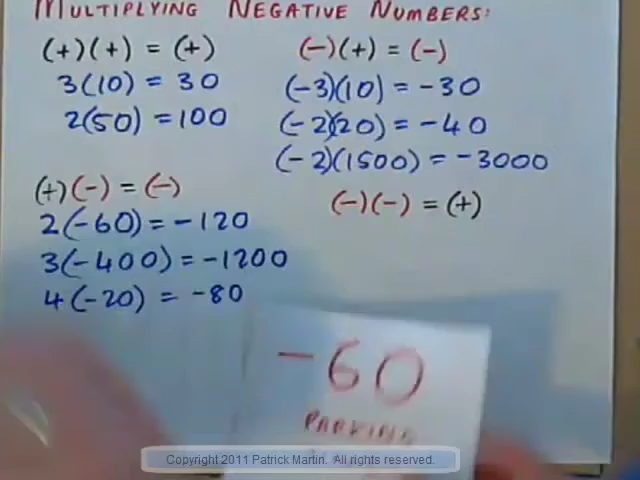 MULTIPLYING NEGATIVE NUMBERS:
(+)(+) = (+)
3(10) = 30
2(50) = 100
(+)(-) = (-)
2(-60) = -120
3(-400) = -1200
4(-20) = -80
(-)(+) = (-)
(-3)(10) = -30
(-2)(20) = -40
(-2)(1500) = -3000
(-)(-) = (+)
-60
PARKING
Copyright 2011 Patrick Martin. All rights reserved.